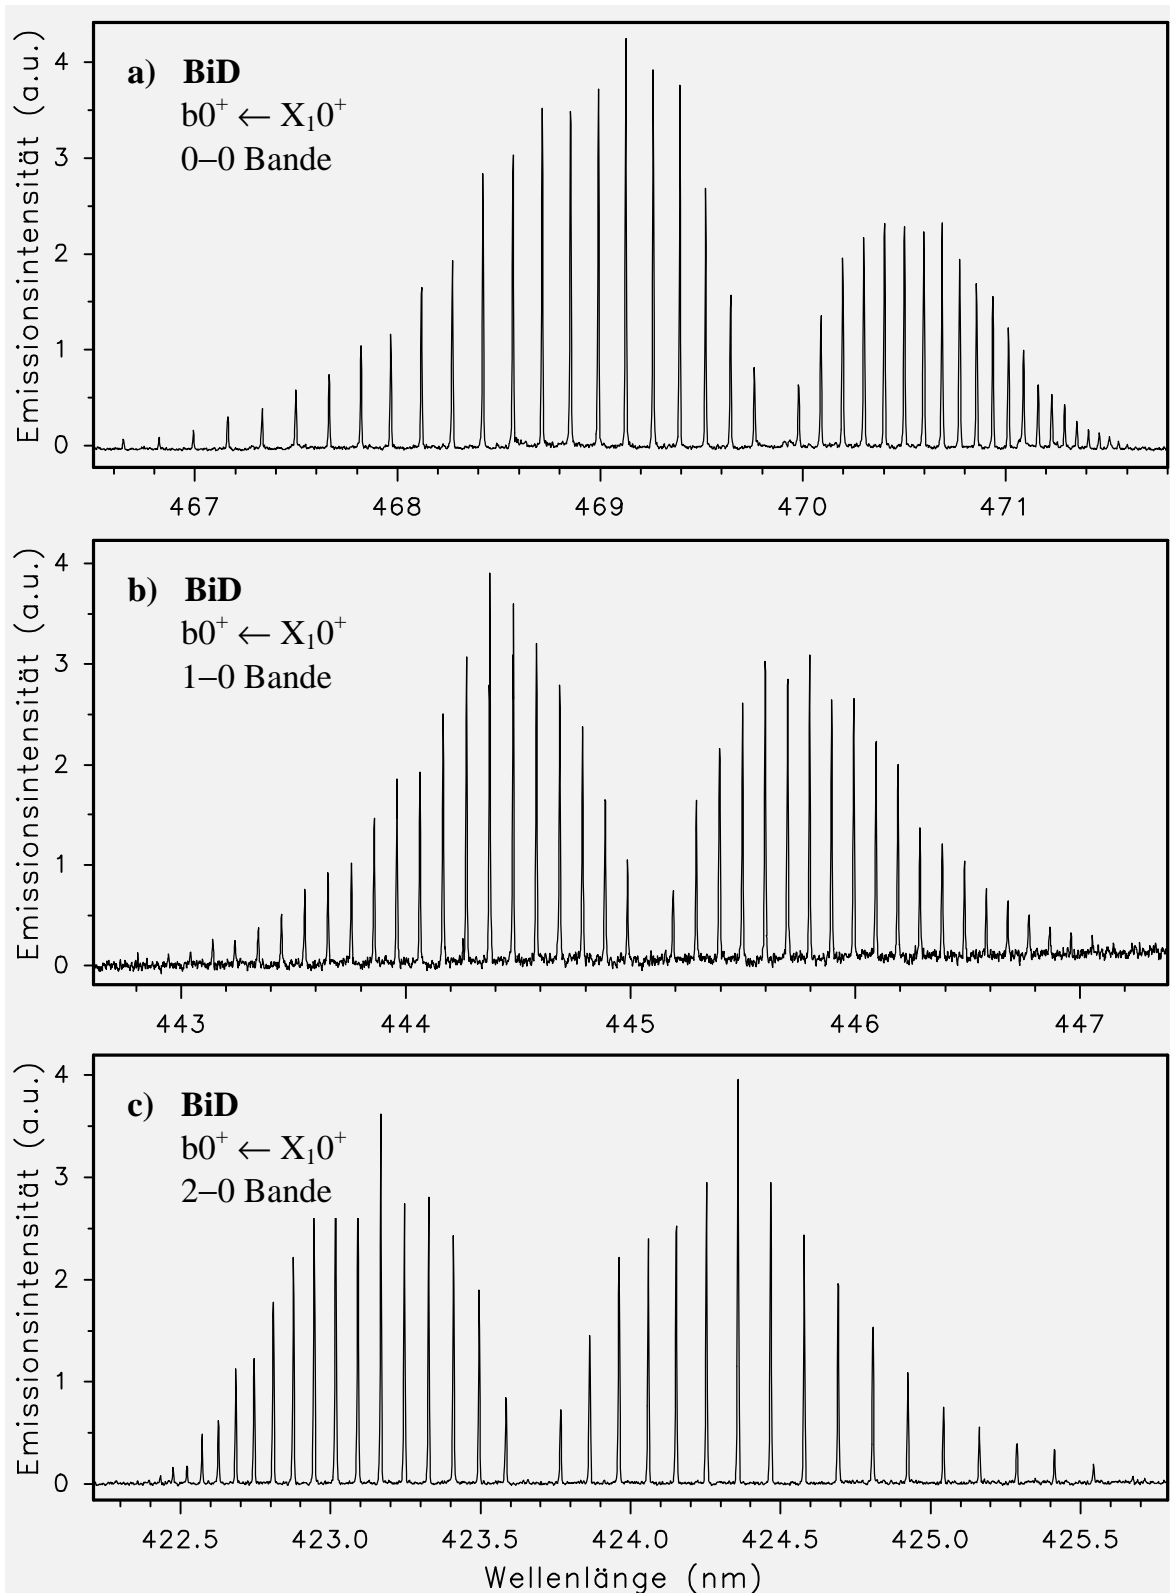 Emissionsintensität (a.u.)
4
3
2
1
0
a) BiD
b0⁺ ← X₁0⁺
0–0 Bande
467 468 469 470 471
Emissionsintensität (a.u.)
4
3
2
1
0
b) BiD
b0⁺ ← X₁0⁺
1–0 Bande
443 444 445 446 447
Emissionsintensität (a.u.)
4
3
2
1
0
c) BiD
b0⁺ ← X₁0⁺
2–0 Bande
422.5 423.0 423.5 424.0 424.5 425.0 425.5
Wellenlänge (nm)